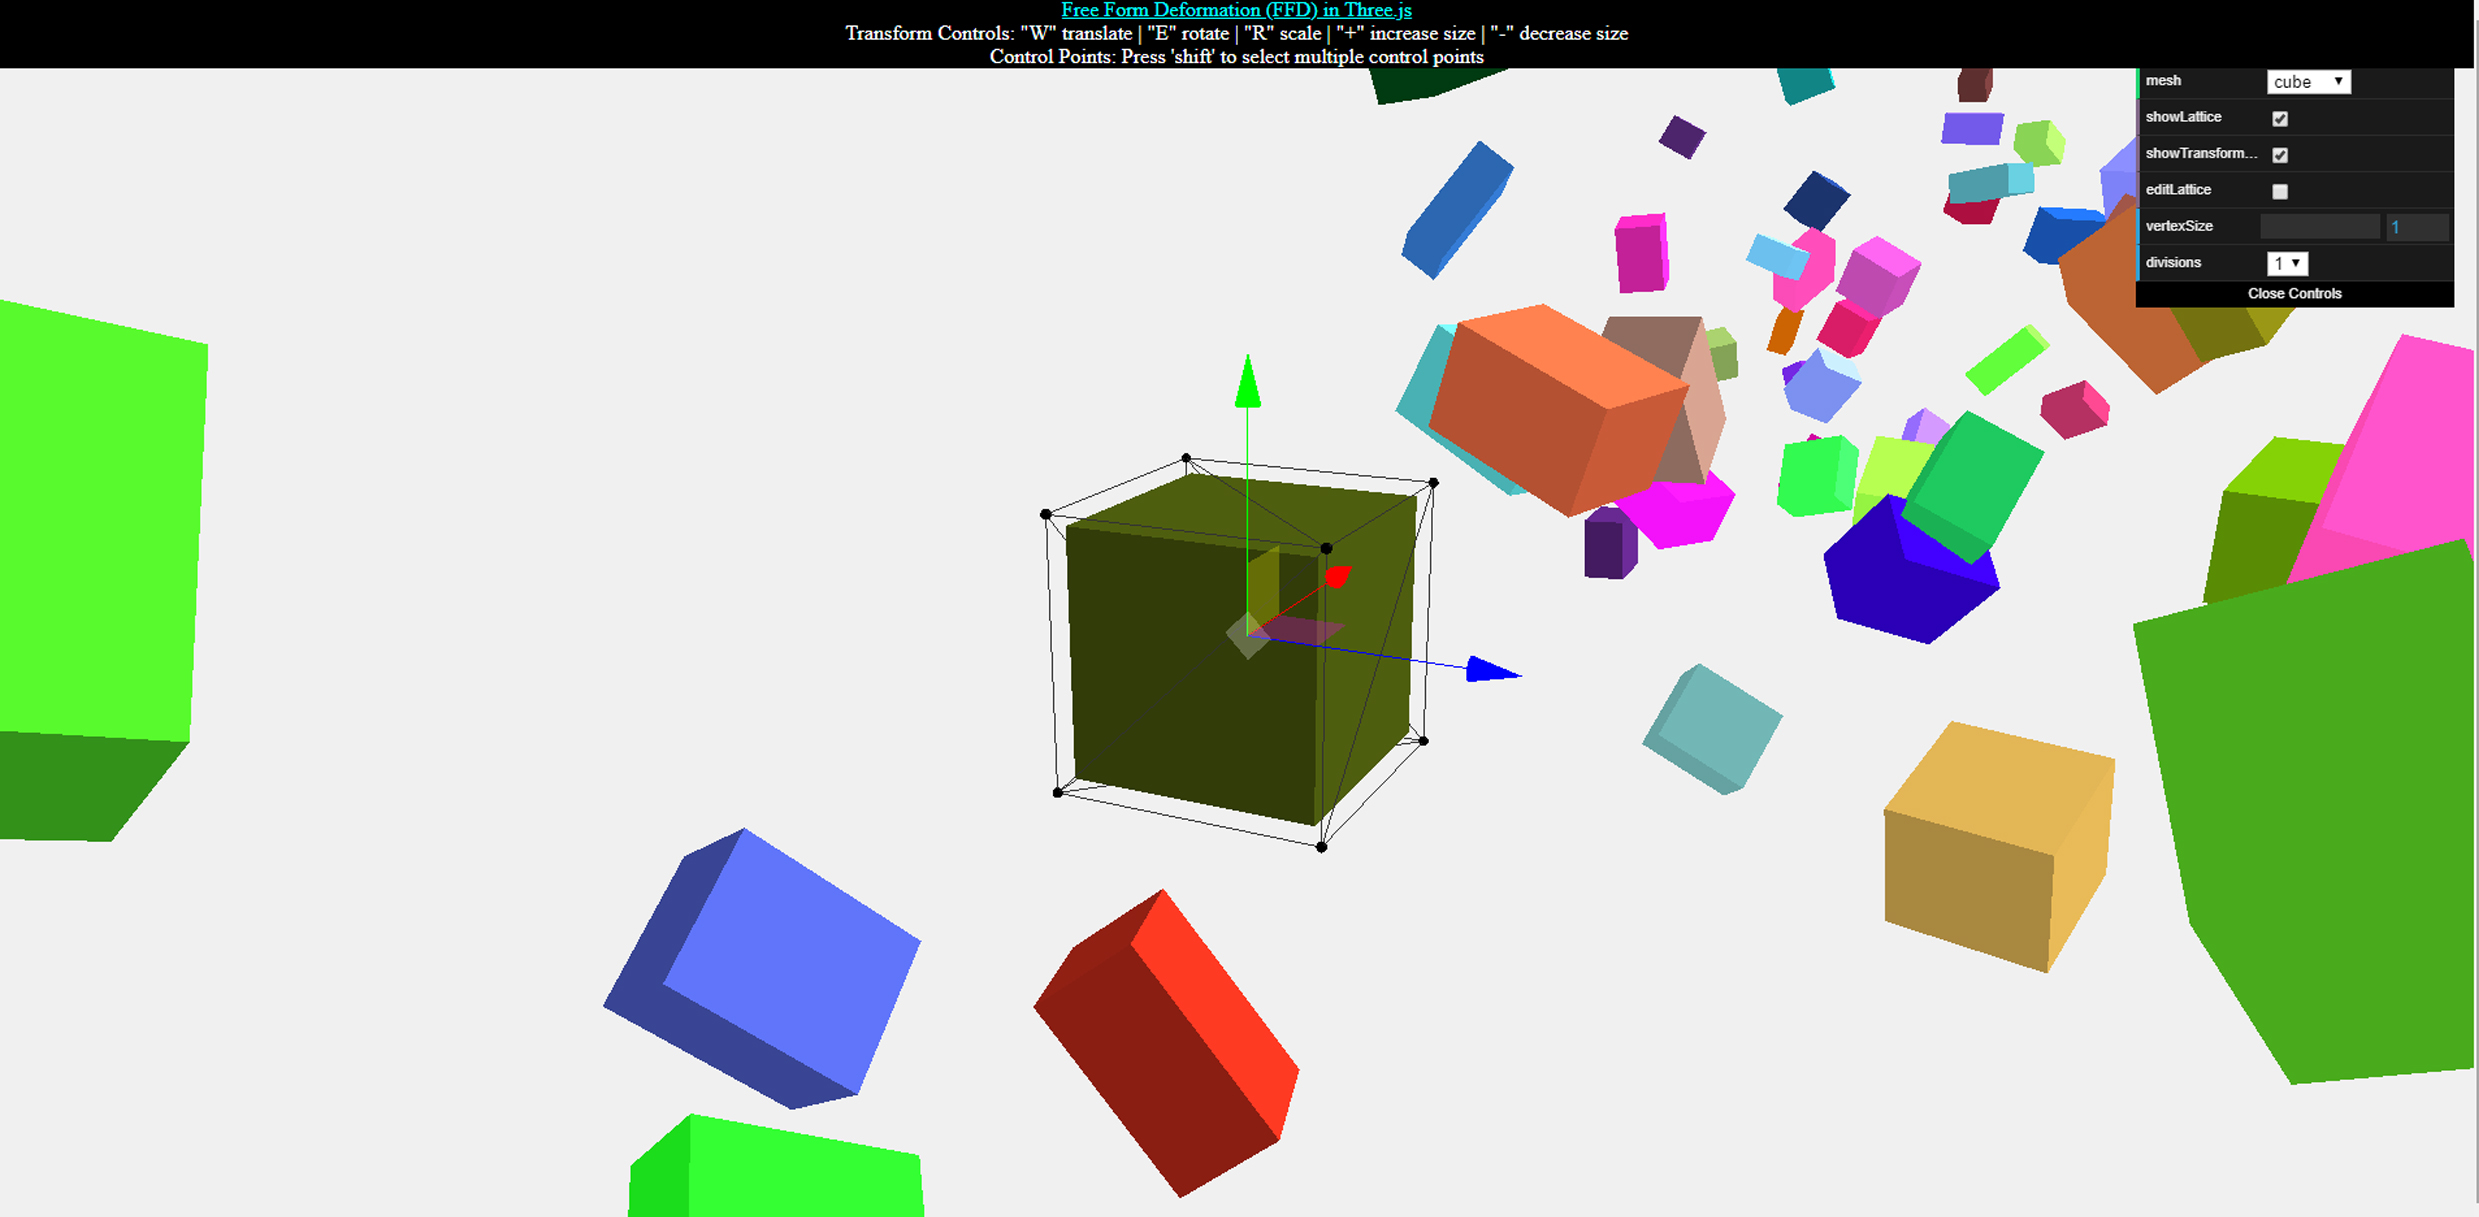 Free Form Deformation (FFD) in Three.js
Transform Controls: "W" translate | "E" rotate | "R" scale | "+" increase size | "-" decrease size
Control Points: Press 'shift' to select multiple control points
mesh cube
showLattice
showTransform...
editLattice
vertexSize 1
divisions 1
Close Controls